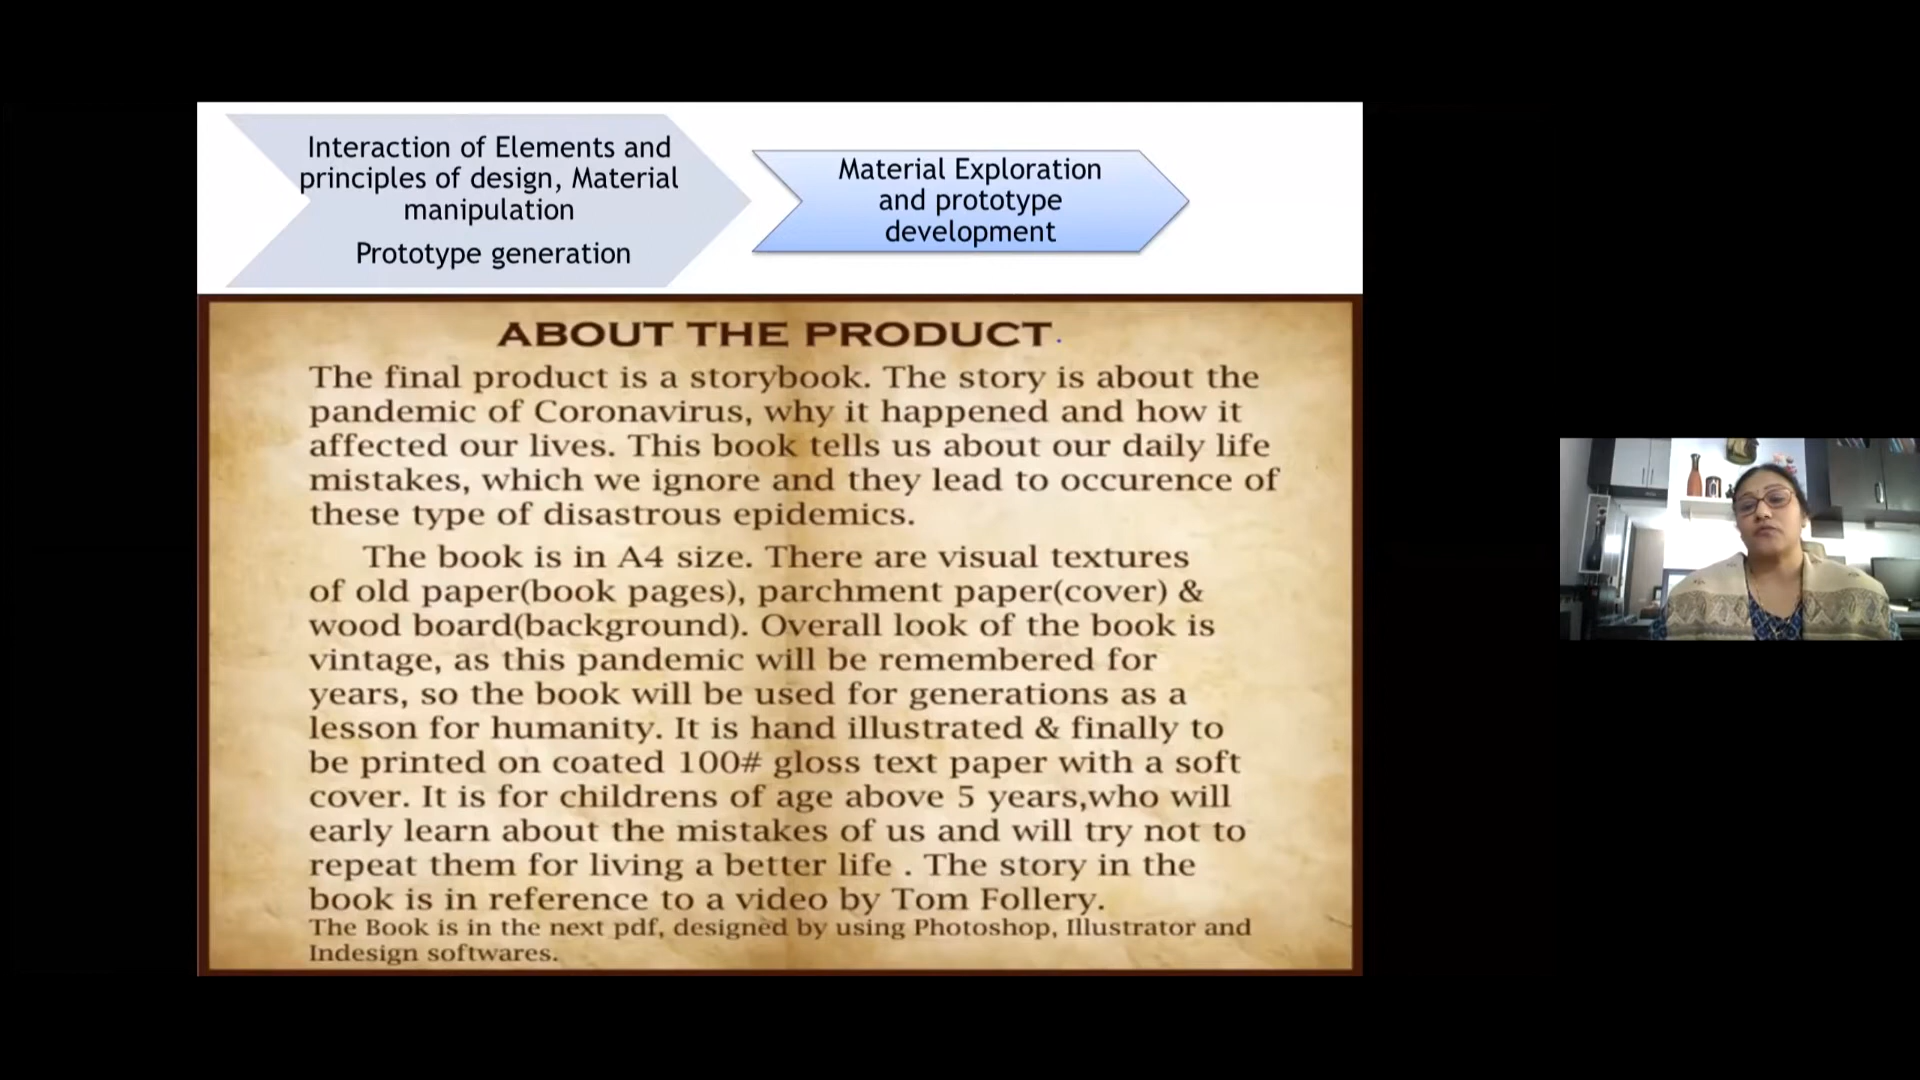 Interaction of Elements and
principles of design, Material
manipulation
Prototype generation
Material Exploration
and prototype
development
ABOUT THE PRODUCT.
The final product is a storybook. The story is about the
pandemic of Coronavirus, why it happened and how it
affected our lives. This book tells us about our daily life
mistakes, which we ignore and they lead to occurence of
these type of disastrous epidemics.
The book is in A4 size. There are visual textures
of old paper(book pages), parchment paper(cover) &
wood board(background). Overall look of the book is
vintage, as this pandemic will be remembered for
years, so the book will be used for generations as a
lesson for humanity. It is hand illustrated & finally to
be printed on coated 100# gloss text paper with a soft
cover. It is for childrens of age above 5 years,who will
early learn about the mistakes of us and will try not to
repeat them for living a better life . The story in the
book is in reference to a video by Tom Follery.
The Book is in the next pdf, designed by using Photoshop, Illustrator and
Indesign softwares.